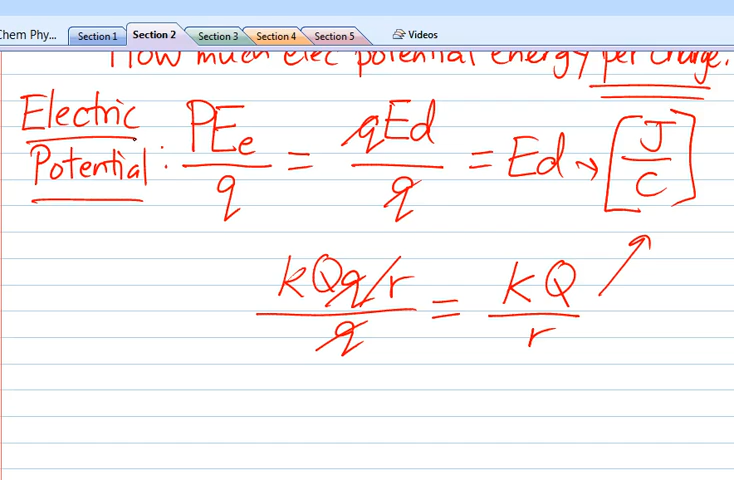 Chem Phy... Section 1 Section 2 Section 3 Section 4 Section 5 Videos
How much elec potential energy per charge.
Electric Potential: PEe/q = qEd/q = Ed → [J/C]
kQq/r/q = kQ/r